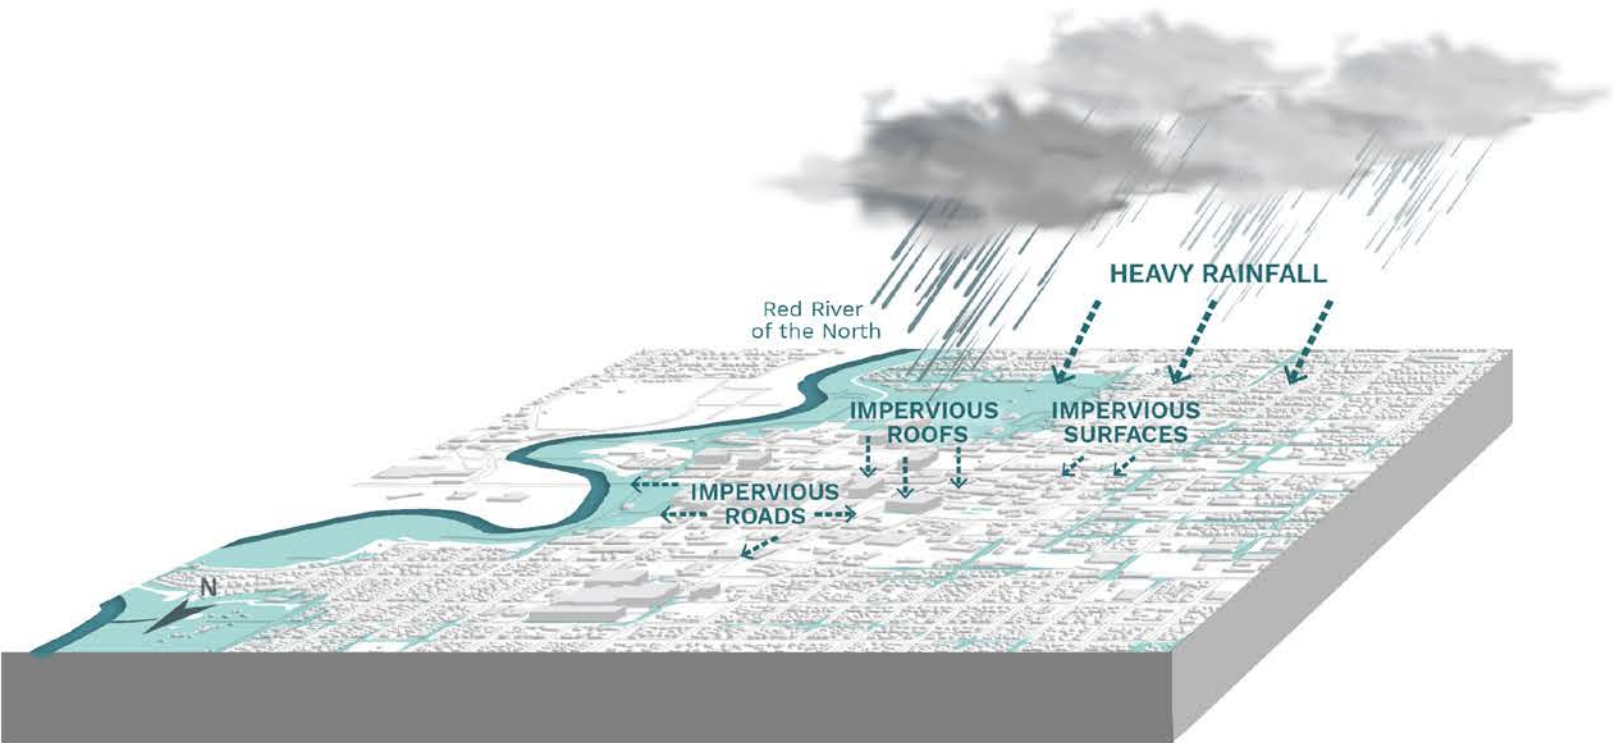 HEAVY RAINFALL
Red River
of the North
IMPERVIOUS
ROOFS
IMPERVIOUS
SURFACES
IMPERVIOUS
ROADS
N